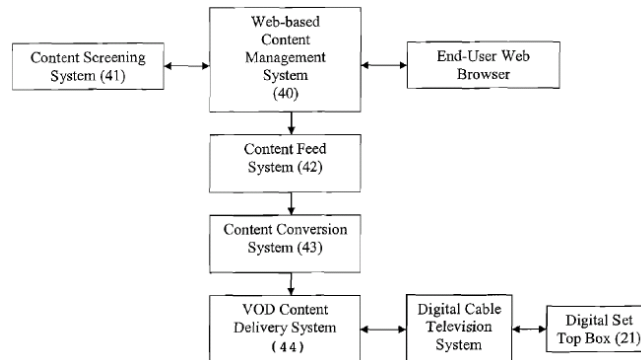 Web-based
Content
Management
System
(40)
Content Screening
System (41)
End-User Web
Browser
Content Feed
System (42)
Content Conversion
System (43)
VOD Content
Delivery System
(44)
Digital Cable
Television
System
Digital Set
Top Box (21)